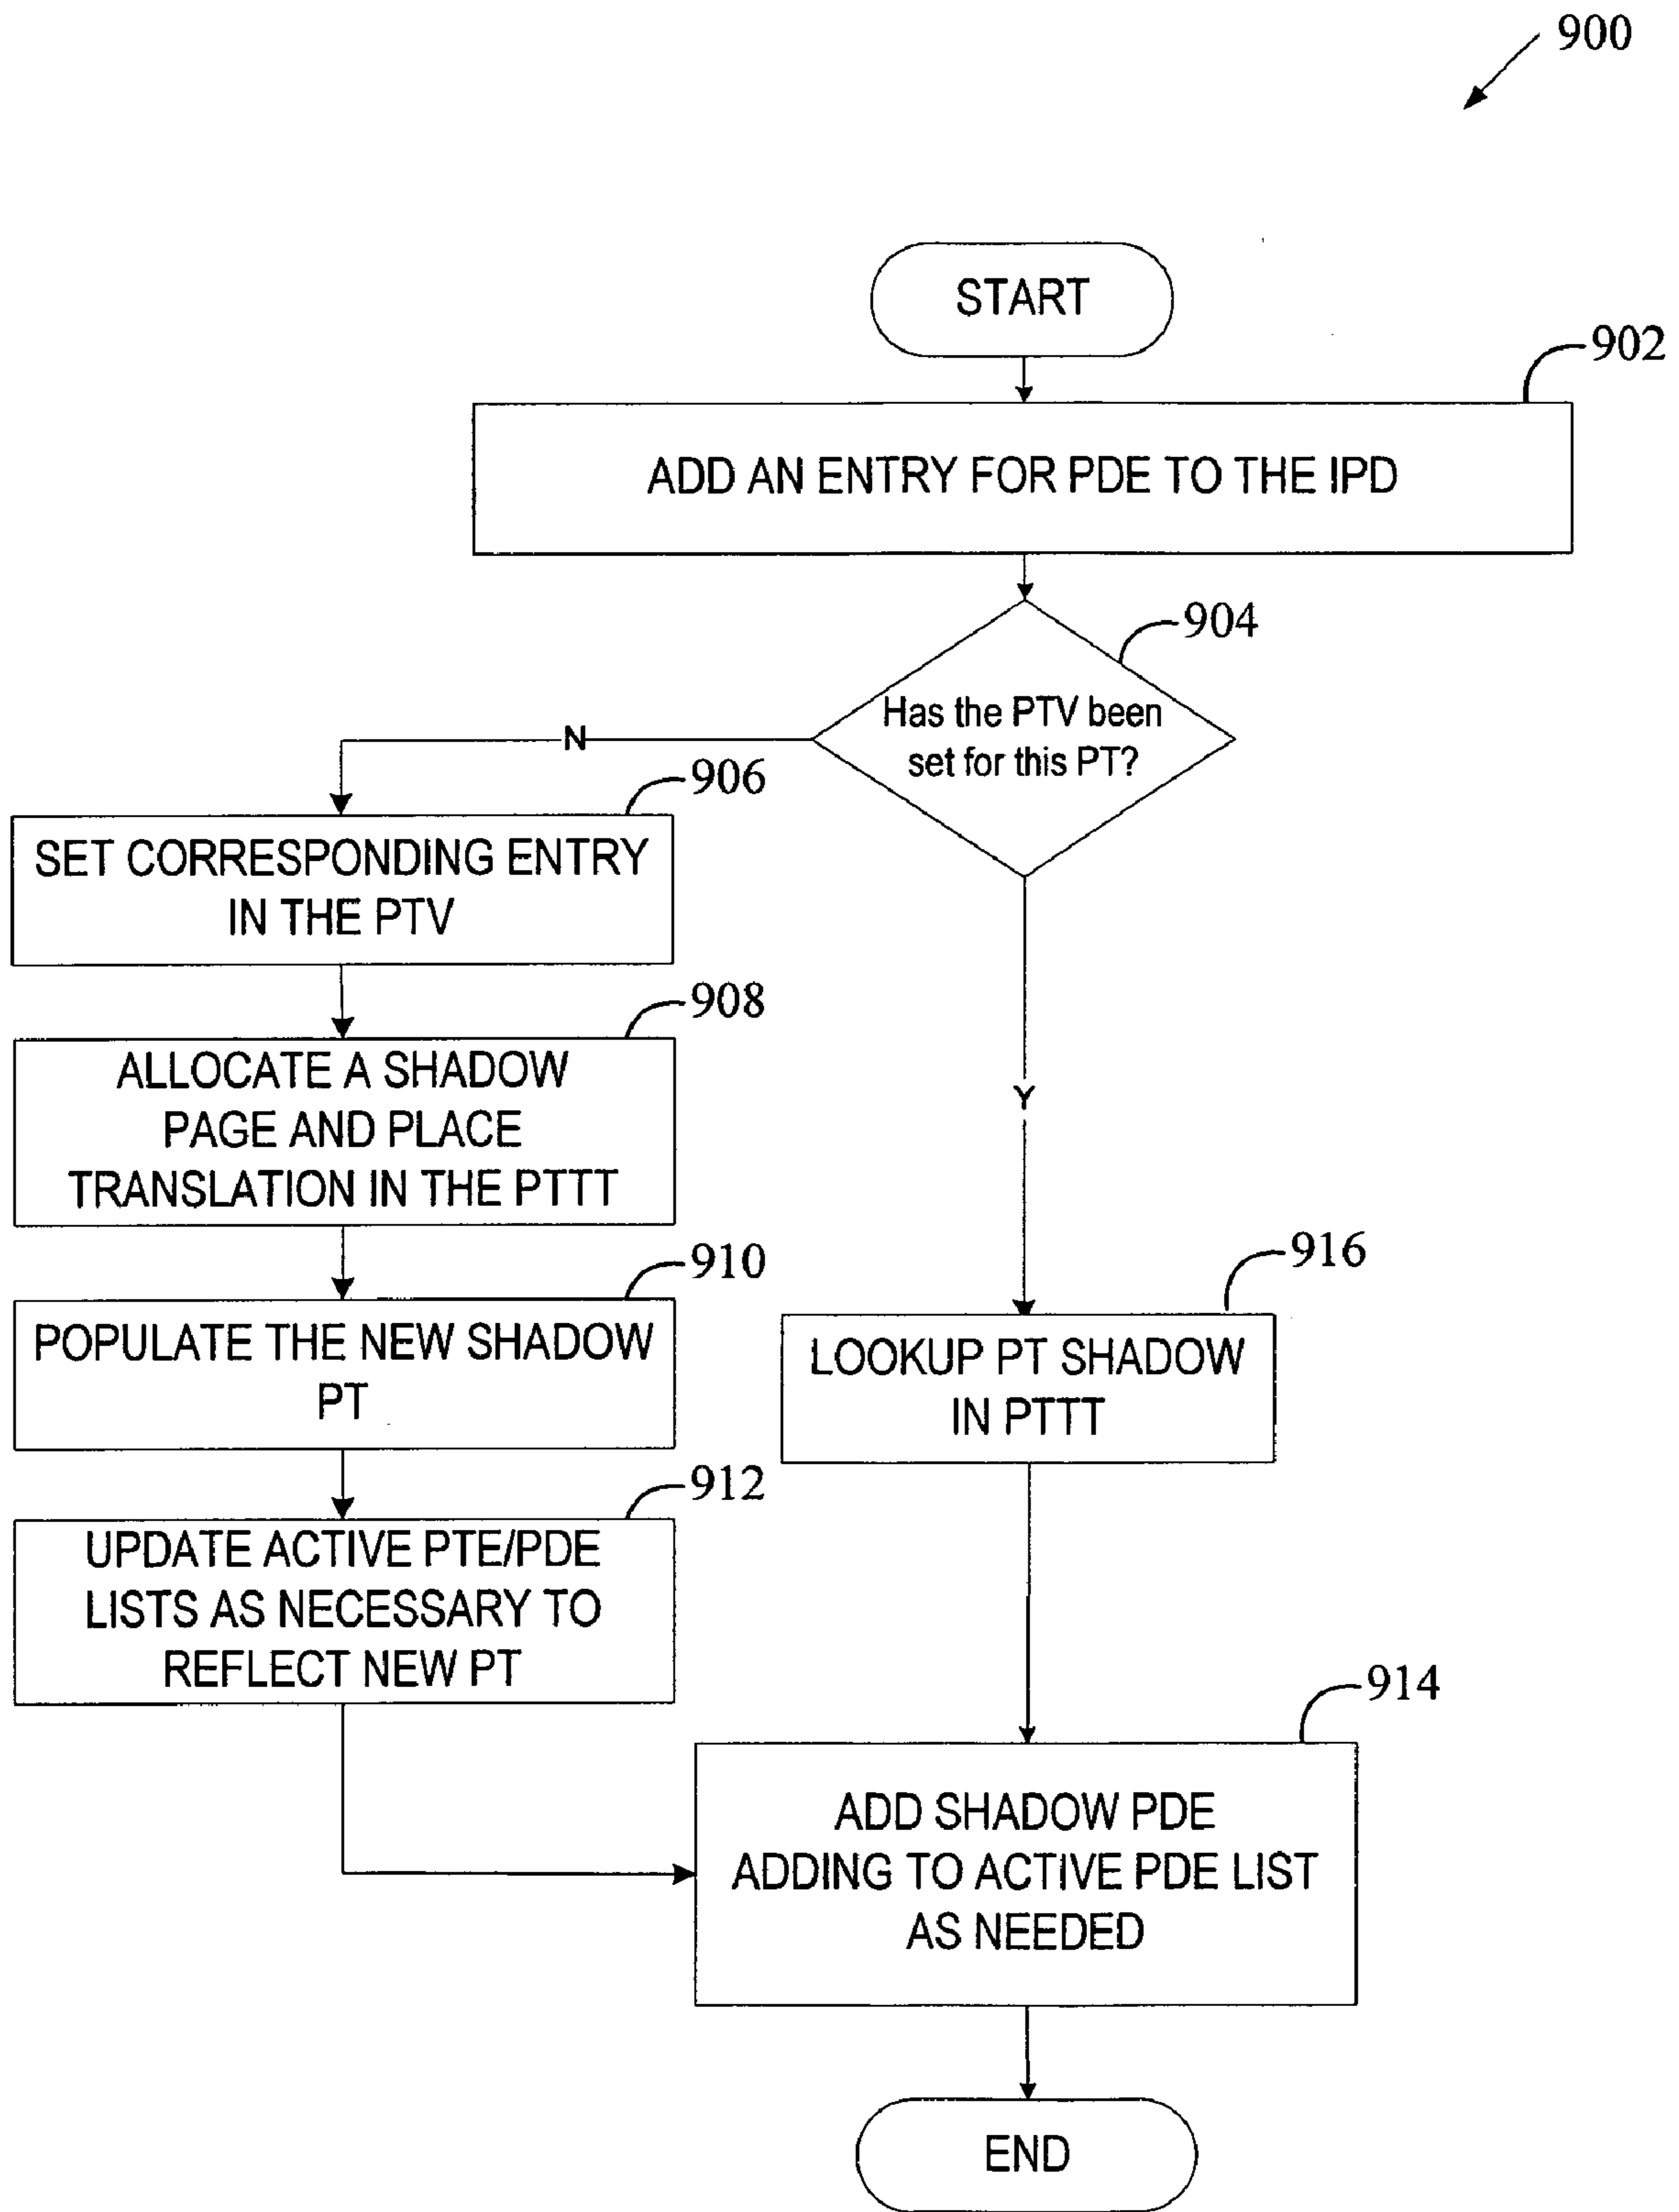 900
START
902
ADD AN ENTRY FOR PDE TO THE IPD
904
Has the PTV been
set for this PT?
N
906
SET CORRESPONDING ENTRY
IN THE PTV
908
ALLOCATE A SHADOW
PAGE AND PLACE
TRANSLATION IN THE PTTT
Y
910
POPULATE THE NEW SHADOW
PT
916
LOOKUP PT SHADOW
IN PTTT
912
UPDATE ACTIVE PTE/PDE
LISTS AS NECESSARY TO
REFLECT NEW PT
914
ADD SHADOW PDE
ADDING TO ACTIVE PDE LIST
AS NEEDED
END